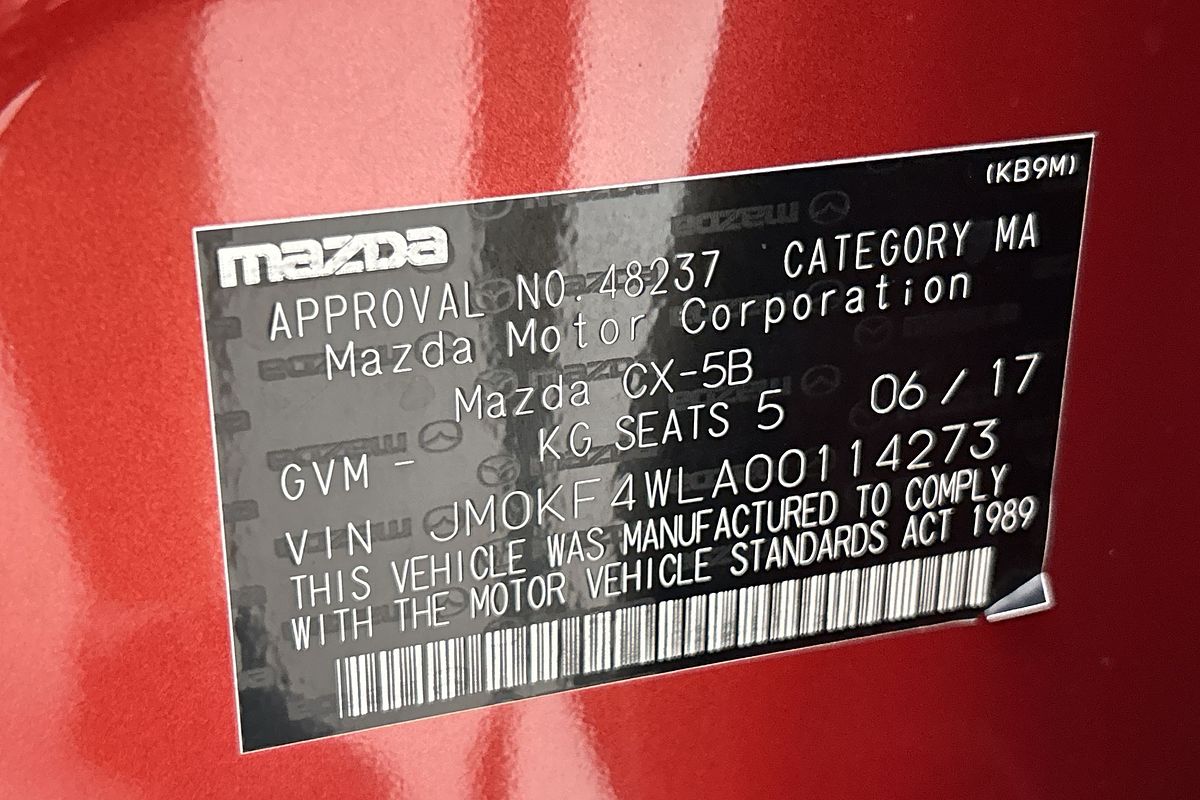 (KB9M)
mazda
APPROVAL NO.48237 CATEGORY MA
Mazda Motor Corporation
Mazda CX-5B
GVM - KG SEATS 5 06/17
VIN JM0KF4WLA00114273
THIS VEHICLE WAS MANUFACTURED TO COMPLY
WITH THE MOTOR VEHICLE STANDARDS ACT 1989